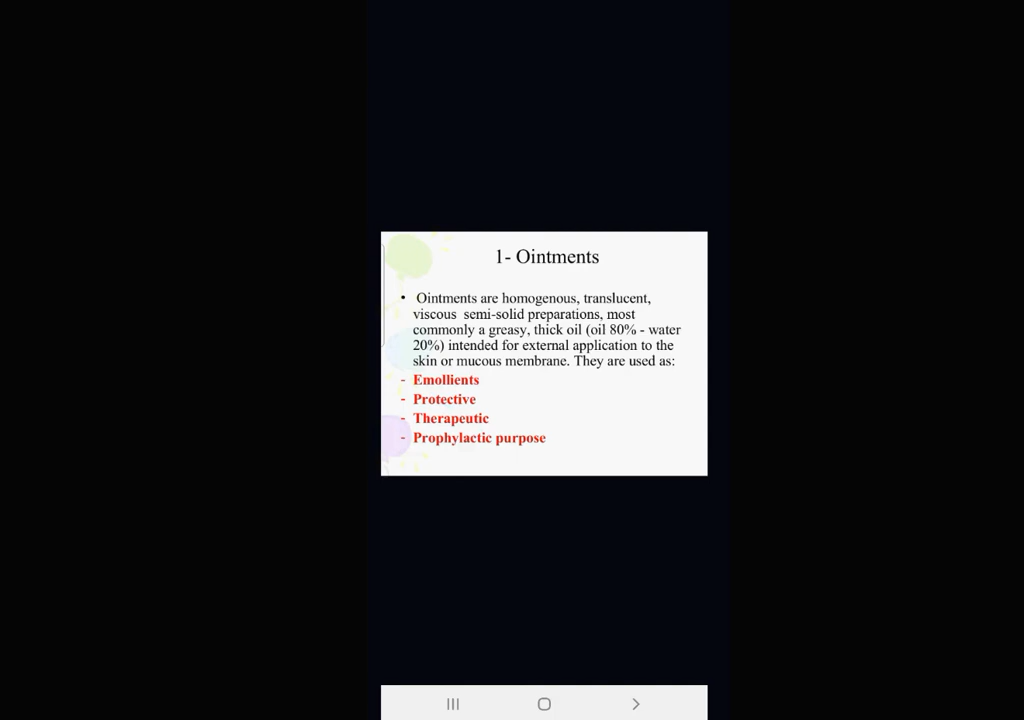 1- Ointments
• Ointments are homogenous, translucent,
viscous semi-solid preparations, most
commonly a greasy, thick oil (oil 80% - water
20%) intended for external application to the
skin or mucous membrane. They are used as:
- Emollients
- Protective
- Therapeutic
- Prophylactic purpose